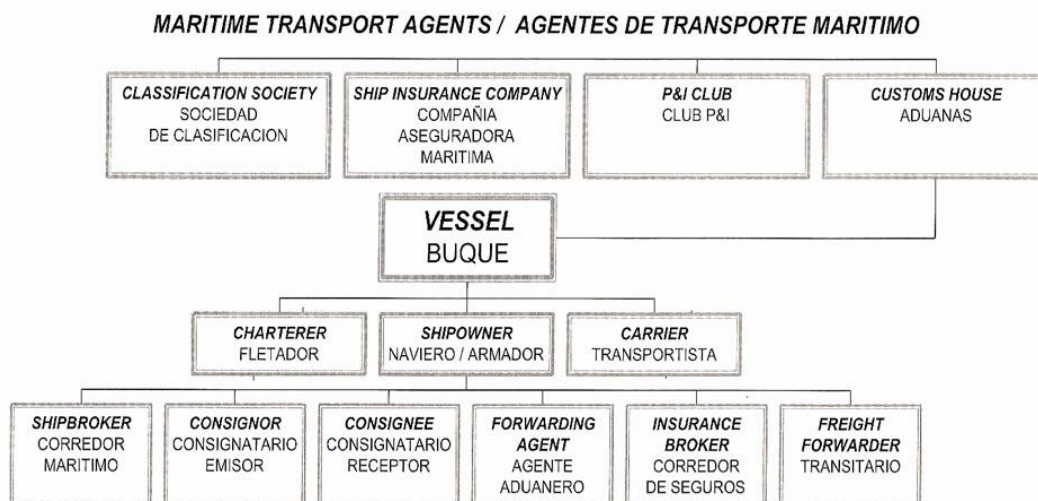 MARITIME TRANSPORT AGENTS / AGENTES DE TRANSPORTE MARITIMO
CLASSIFICATION SOCIETY
SOCIEDAD
DE CLASIFICACION
SHIP INSURANCE COMPANY
COMPAÑIA
ASEGURADORA
MARITIMA
P&I CLUB
CLUB P&I
CUSTOMS HOUSE
ADUANAS
VESSEL
BUQUE
CHARTERER
FLETADOR
SHIPOWNER
NAVIERO / ARMADOR
CARRIER
TRANSPORTISTA
SHIPBROKER
CORREDOR
MARITIMO
CONSIGNOR
CONSIGNATARIO
EMISOR
CONSIGNEE
CONSIGNATARIO
RECEPTOR
FORWARDING
AGENT
AGENTE
ADUANERO
INSURANCE
BROKER
CORREDOR
DE SEGUROS
FREIGHT
FORWARDER
TRANSITARIO